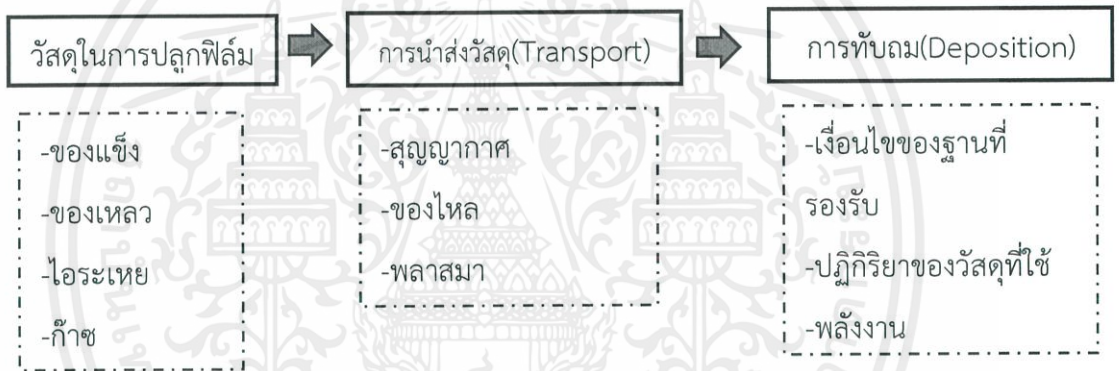 วัสดุในการปลูกฟิล์ม
การนำส่งวัสดุ(Transport)
การทับถม(Deposition)
-ของแข็ง
-ของเหลว
-ไอระเหย
-ก๊าซ
-สุญญากาศ
-ของไหล
-พลาสมา
-เงื่อนไขของฐานที่
รองรับ
-ปฏิกิริยาของวัสดุที่ใช้
-พลังงาน